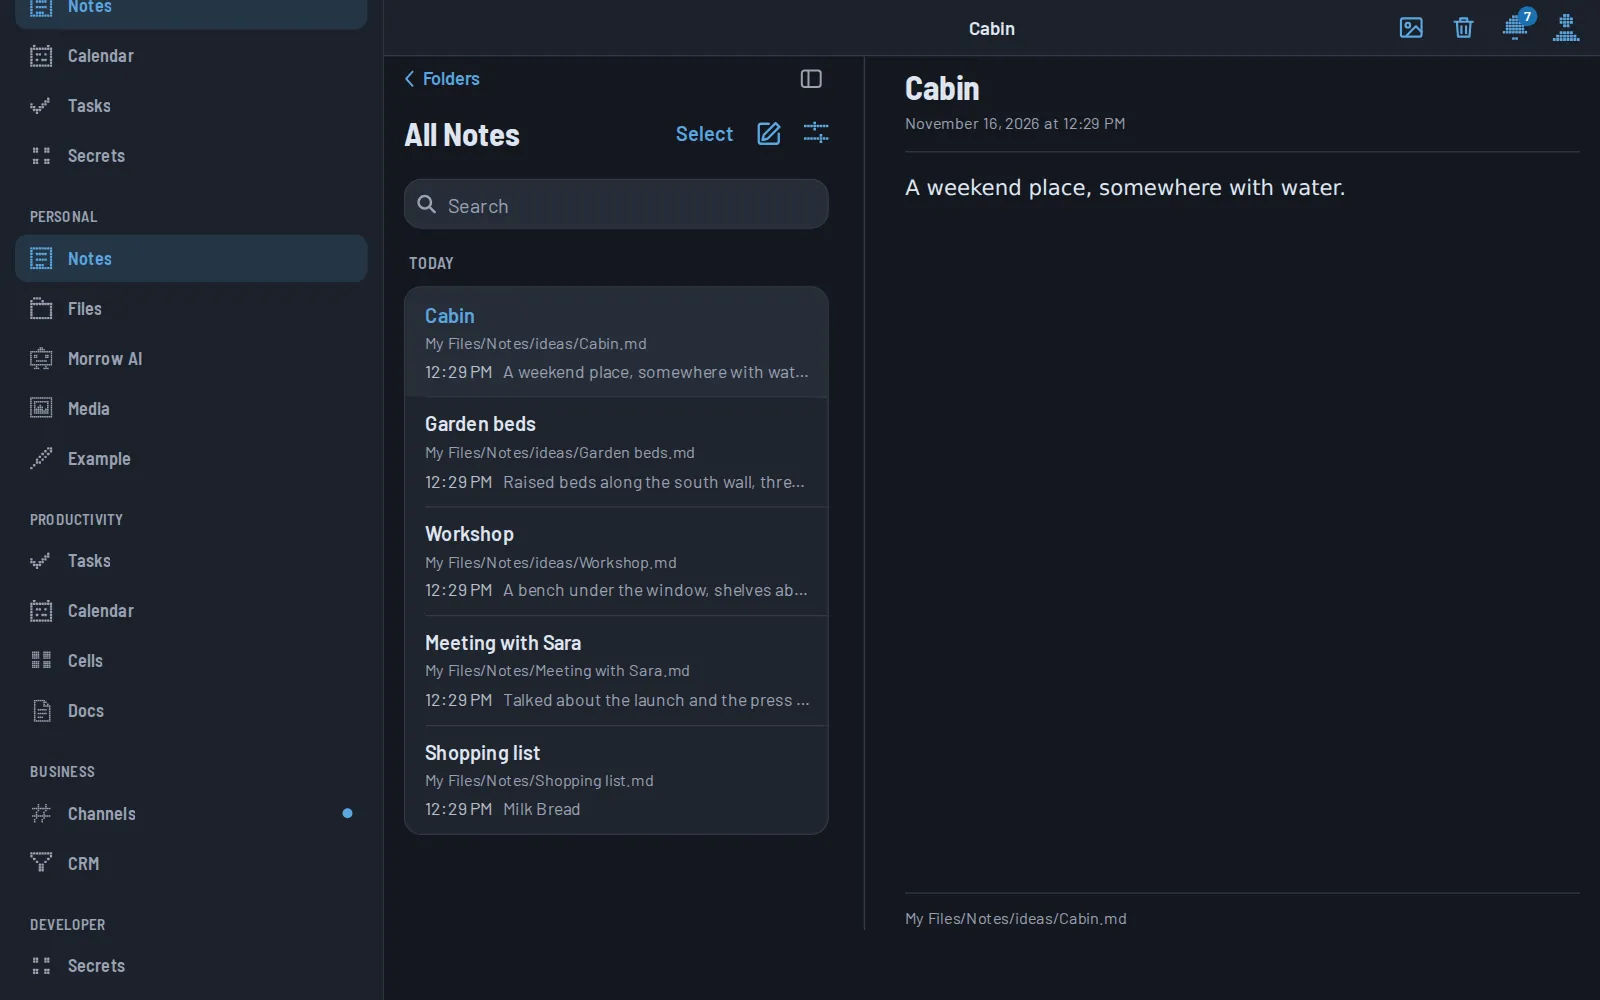 Notes
Calendar
Tasks
Secrets
PERSONAL
Notes
Files
Morrow AI
Media
Example
PRODUCTIVITY
Tasks
Calendar
Cells
Docs
BUSINESS
Channels
CRM
DEVELOPER
Secrets
Cabin
7
Folders
All Notes
Select
Search
TODAY
Cabin
My Files/Notes/ideas/Cabin.md
12:29 PM A weekend place, somewhere with wat...
Garden beds
My Files/Notes/ideas/Garden beds.md
12:29 PM Raised beds along the south wall, thre...
Workshop
My Files/Notes/ideas/Workshop.md
12:29 PM A bench under the window, shelves ab...
Meeting with Sara
My Files/Notes/Meeting with Sara.md
12:29 PM Talked about the launch and the press ...
Shopping list
My Files/Notes/Shopping list.md
12:29 PM Milk Bread
Cabin
November 16, 2026 at 12:29 PM
A weekend place, somewhere with water.
My Files/Notes/ideas/Cabin.md